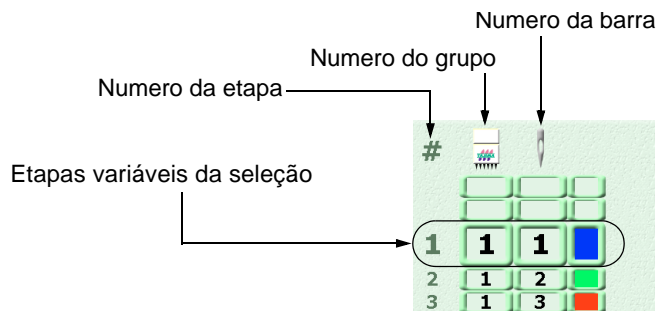 Numero da barra
Numero do grupo
Numero da etapa
#
Etapas variáveis da seleção
1 1 1
2 1 2
3 1 3